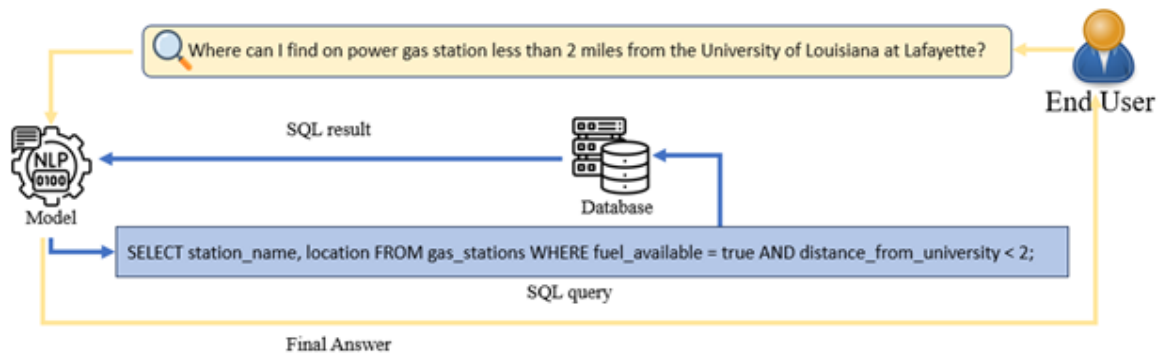 Where can I find on power gas station less than 2 miles from the University of Louisiana at Lafayette?
End User
SQL result
NLP
0100
Model
Database
SELECT station_name, location FROM gas_stations WHERE fuel_available = true AND distance_from_university < 2;
SQL query
Final Answer